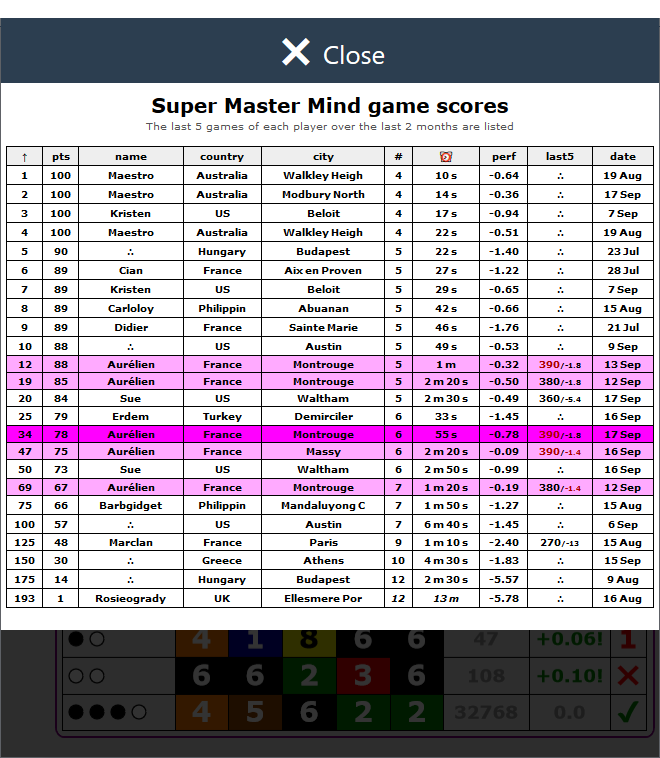 ✕ Close
Super Master Mind game scores
The last 5 games of each player over the last 2 months are listed
↑ pts name country city # perf last5 date
1 100 Maestro Australia Walkley Heigh 4 10 s -0.64 ∴ 19 Aug
2 100 Maestro Australia Modbury North 4 14 s -0.36 ∴ 17 Sep
3 100 Kristen US Beloit 4 17 s -0.94 ∴ 7 Sep
4 100 Maestro Australia Walkley Heigh 4 22 s -0.51 ∴ 19 Aug
5 90 ∴ Hungary Budapest 5 22 s -1.40 ∴ 23 Jul
6 89 Cian France Aix en Proven 5 27 s -1.22 ∴ 28 Jul
7 89 Kristen US Beloit 5 29 s -0.65 ∴ 7 Sep
8 89 Carloloy Philippin Abuanan 5 42 s -0.66 ∴ 15 Aug
9 89 Didier France Sainte Marie 5 46 s -1.76 ∴ 21 Jul
10 88 ∴ US Austin 5 49 s -0.53 ∴ 9 Sep
12 88 Aurélien France Montrouge 5 1 m -0.32 390/-1.8 13 Sep
19 85 Aurélien France Montrouge 5 2 m 20 s -0.50 380/-1.8 12 Sep
20 84 Sue US Waltham 5 2 m 30 s -0.49 360/-5.4 17 Sep
25 79 Erdem Turkey Demirciler 6 33 s -1.45 ∴ 16 Sep
34 78 Aurélien France Montrouge 6 55 s -0.78 390/-1.8 17 Sep
47 75 Aurélien France Massy 6 2 m 20 s -0.09 390/-1.4 16 Sep
50 73 Sue US Waltham 6 2 m 50 s -0.99 ∴ 16 Sep
69 67 Aurélien France Montrouge 7 1 m 20 s -0.19 380/-1.4 12 Sep
75 66 Barbgidget Philippin Mandaluyong C 7 1 m 50 s -1.27 ∴ 15 Aug
100 57 ∴ US Austin 7 6 m 40 s -1.45 ∴ 6 Sep
125 48 Marclan France Paris 9 1 m 10 s -2.40 270/-13 15 Aug
150 30 ∴ Greece Athens 10 4 m 30 s -1.83 ∴ 15 Sep
175 14 ∴ Hungary Budapest 12 2 m 30 s -5.57 ∴ 9 Aug
193 1 Rosieogrady UK Ellesmere Por 12 13 m -5.78 ∴ 16 Aug
4 1 8 6 6 47 +0.06! 1
6 6 2 3 6 108 +0.10! ✕
4 5 6 2 2 32768 0.0 ✓